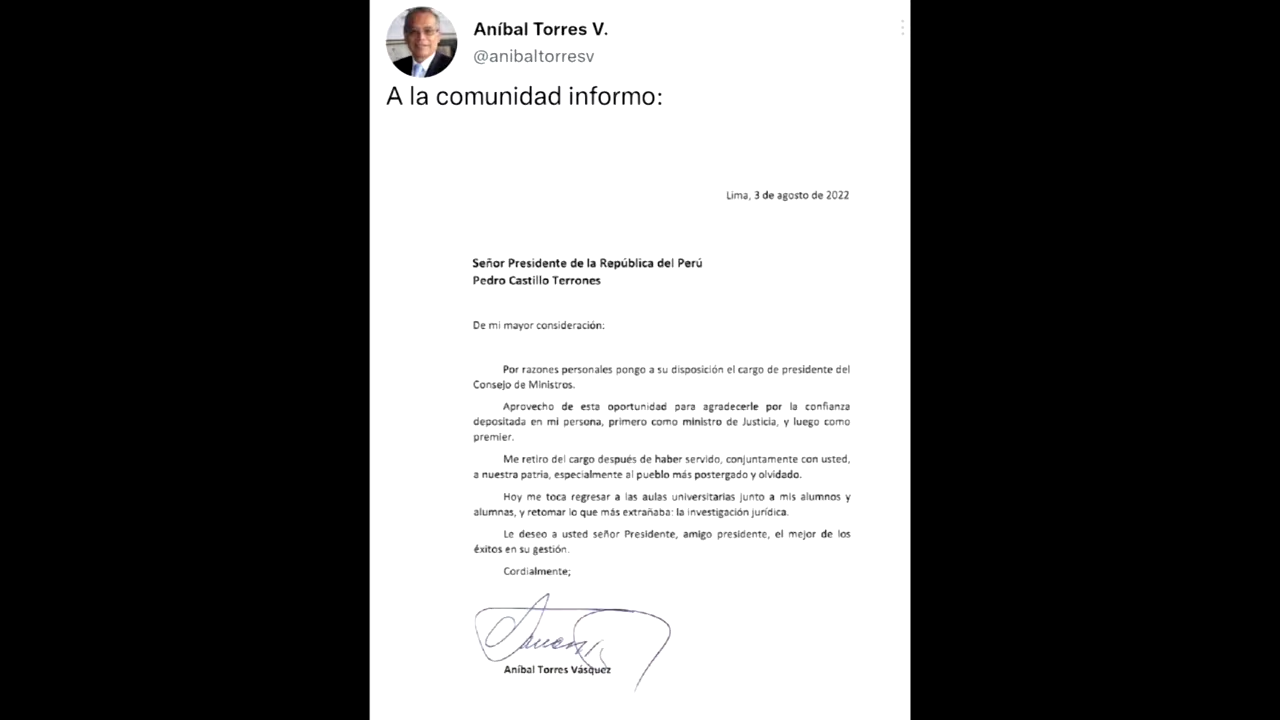 Aníbal Torres V.
@anibaltorresv
A la comunidad informo:
Lima, 3 de agosto de 2022
Señor Presidente de la República del Perú
Pedro Castillo Terrones
De mi mayor consideración:
Por razones personales pongo a su disposición el cargo de presidente del
Consejo de Ministros.
Aprovecho de esta oportunidad para agradecerle por la confianza
depositada en mi persona, primero como ministro de Justicia, y luego como
premier.
Me retiro del cargo después de haber servido, conjuntamente con usted,
a nuestra patria, especialmente al pueblo más postergado y olvidado.
Hoy me toca regresar a las aulas universitarias junto a mis alumnos y
alumnas, y retomar lo que más extrañaba: la investigación jurídica.
Le deseo a usted señor Presidente, amigo presidente, el mejor de los
éxitos en su gestión.
Cordialmente;
Aníbal Torres Vásquez